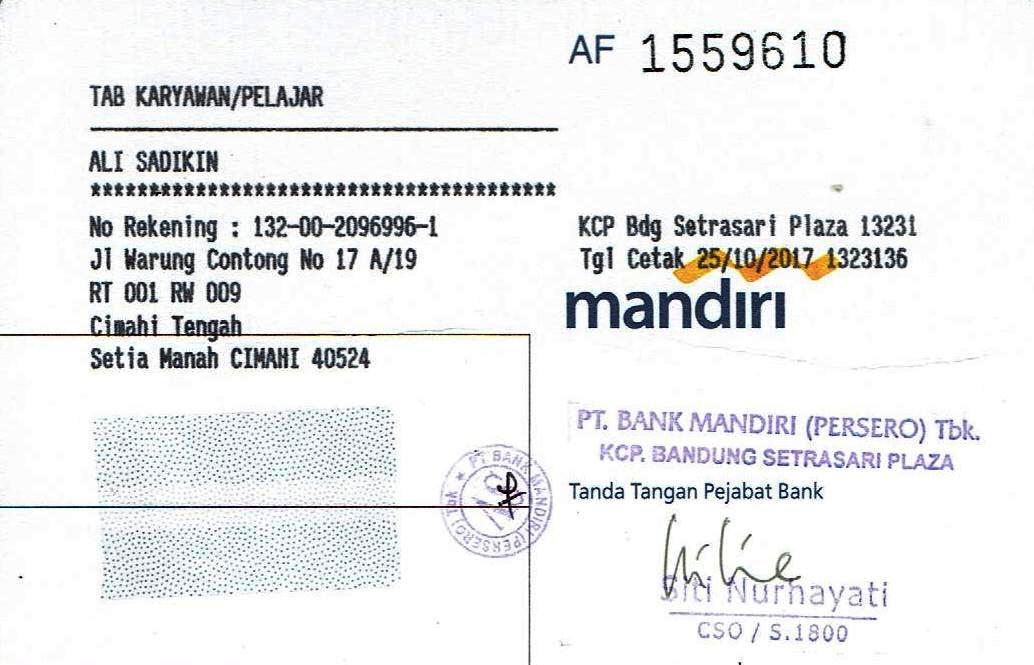 AF 1559610
TAB KARYAWAN/PELAJAR
ALI SADIKIN
****************************************
No Rekening : 132-00-2096996-1
Jl Warung Contong No 17 A/19
RT 001 RW 009
Cimahi Tengah
Setia Manah CIMAHI 40524
KCP Bdg Setrasari Plaza 13231
Tgl Cetak 25/10/2017 1323136
mandiri
PT. BANK MANDIRI (PERSERO) Tbk.
KCP. BANDUNG SETRASARI PLAZA
Tanda Tangan Pejabat Bank
PT BANK MANDIRI (PERSERO) Tbk
Siti Nurhayati
CSO / S.1800